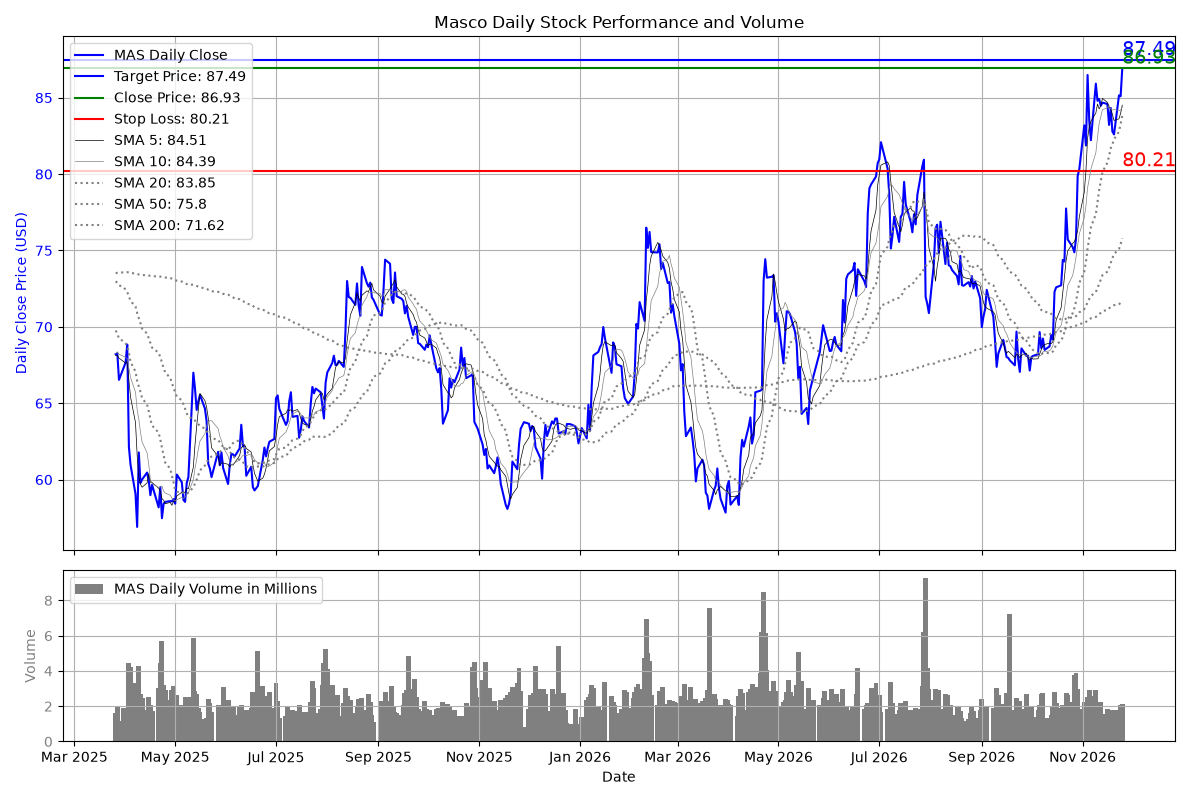 Masco Daily Stock Performance and Volume
MAS Daily Close
Target Price: 87.49
Close Price: 86.93
Stop Loss: 80.21
SMA 5: 84.51
SMA 10: 84.39
SMA 20: 83.85
SMA 50: 75.8
SMA 200: 71.62
87.49
86.93
80.21
Daily Close Price (USD)
85
80
75
70
65
60
MAS Daily Volume in Millions
Volume
8
6
4
2
0
Mar 2025
May 2025
Jul 2025
Sep 2025
Nov 2025
Jan 2026
Mar 2026
May 2026
Jul 2026
Sep 2026
Nov 2026
Date